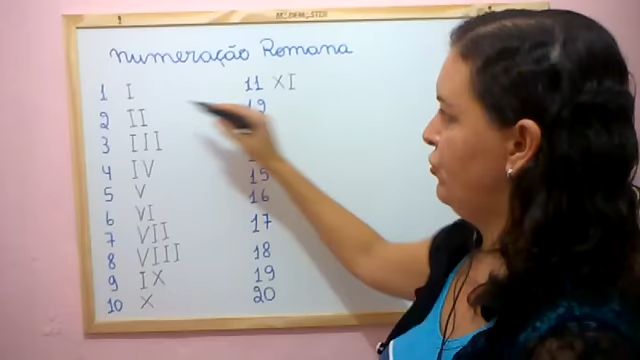 Numeração Romana
1 I
2 II
3 III
4 IV
5 V
6 VI
7 VII
8 VIII
9 IX
10 X
11 XI
12
15
16
17
18
19
20